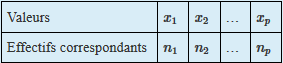 Valeurs x₁ x₂ … xₚ
Effectifs correspondants n₁ n₂ … nₚ